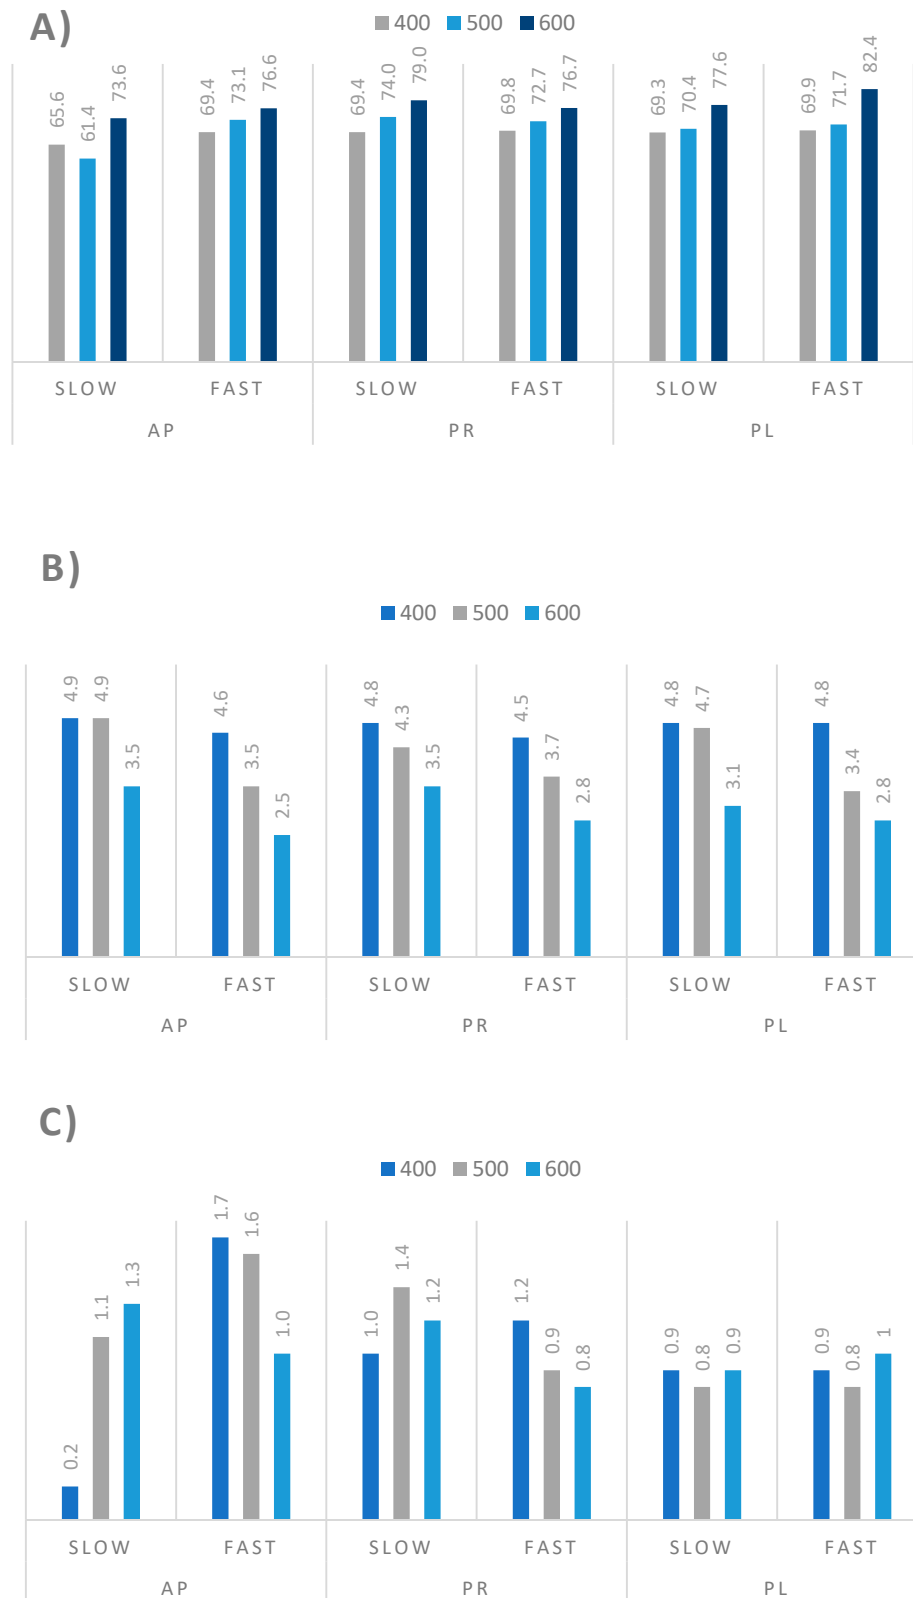 A)
400 500 600
65.6 61.4 73.6 69.4 73.1 76.6 69.4 74.0 79.0 69.8 72.7 76.7 69.3 70.4 77.6 69.9 71.7 82.4
SLOW FAST SLOW FAST SLOW FAST
AP PR PL
B)
400 500 600
4.9 4.9 3.5 4.6 3.5 2.5 4.8 4.3 3.5 4.5 3.7 2.8 4.8 4.7 3.1 4.8 3.4 2.8
SLOW FAST SLOW FAST SLOW FAST
AP PR PL
C)
400 500 600
0.2 1.1 1.3 1.7 1.6 1.0 1.0 1.4 1.2 1.2 0.9 0.8 0.9 0.8 0.9 0.9 0.8 1
SLOW FAST SLOW FAST SLOW FAST
AP PR PL